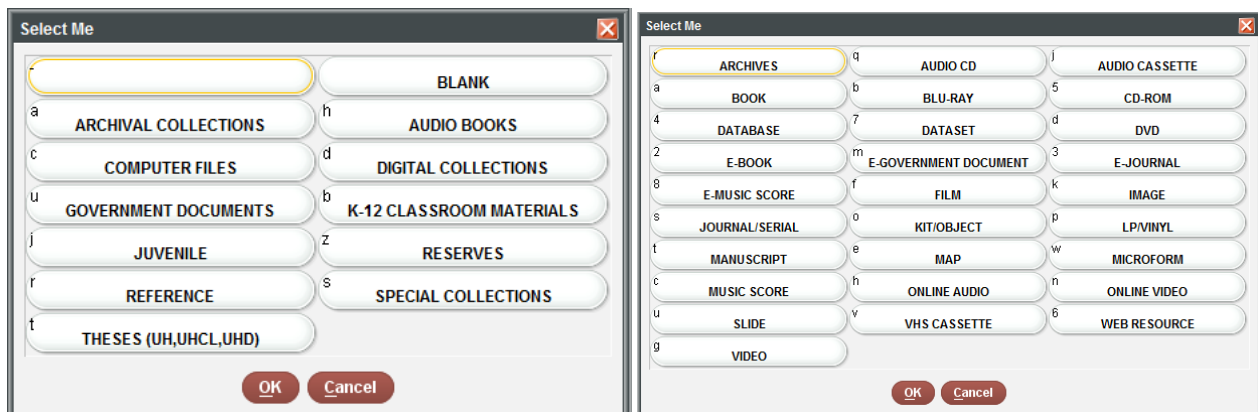 Select Me
-
BLANK
a ARCHIVAL COLLECTIONS
h AUDIO BOOKS
c COMPUTER FILES
d DIGITAL COLLECTIONS
u GOVERNMENT DOCUMENTS
b K-12 CLASSROOM MATERIALS
j JUVENILE
z RESERVES
r REFERENCE
s SPECIAL COLLECTIONS
t THESES (UH,UHCL,UHD)
OK
Cancel
Select Me
r ARCHIVES
q AUDIO CD
j AUDIO CASSETTE
a BOOK
b BLU-RAY
5 CD-ROM
4 DATABASE
7 DATASET
d DVD
2 E-BOOK
m E-GOVERNMENT DOCUMENT
3 E-JOURNAL
8 E-MUSIC SCORE
f FILM
k IMAGE
s JOURNAL/SERIAL
o KIT/OBJECT
p LP/VINYL
t MANUSCRIPT
e MAP
w MICROFORM
c MUSIC SCORE
h ONLINE AUDIO
n ONLINE VIDEO
u SLIDE
v VHS CASSETTE
6 WEB RESOURCE
g VIDEO
OK
Cancel